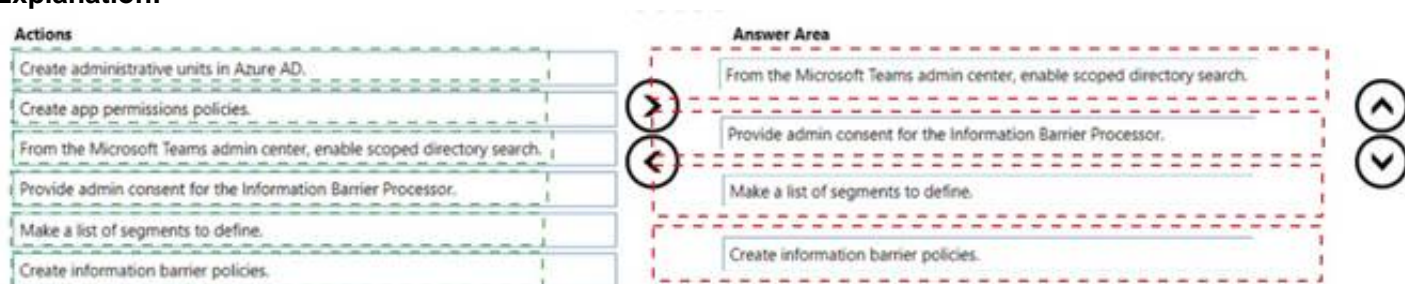 Explanation:
Actions
Create administrative units in Azure AD.
Create app permissions policies.
From the Microsoft Teams admin center, enable scoped directory search.
Provide admin consent for the Information Barrier Processor.
Make a list of segments to define.
Create information barrier policies.
Answer Area
From the Microsoft Teams admin center, enable scoped directory search.
Provide admin consent for the Information Barrier Processor.
Make a list of segments to define.
Create information barrier policies.